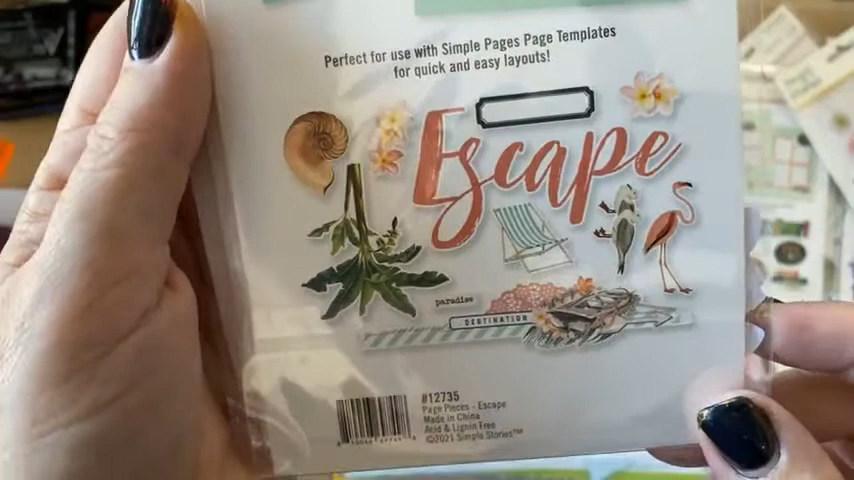 Perfect for use with Simple Pages Page Templates
for quick and easy layouts!
Escape
paradise
DESTINATION
#12735
Page Pieces - Escape
Made in China
Acid & Lignin Free
©2021 Simple Stories™